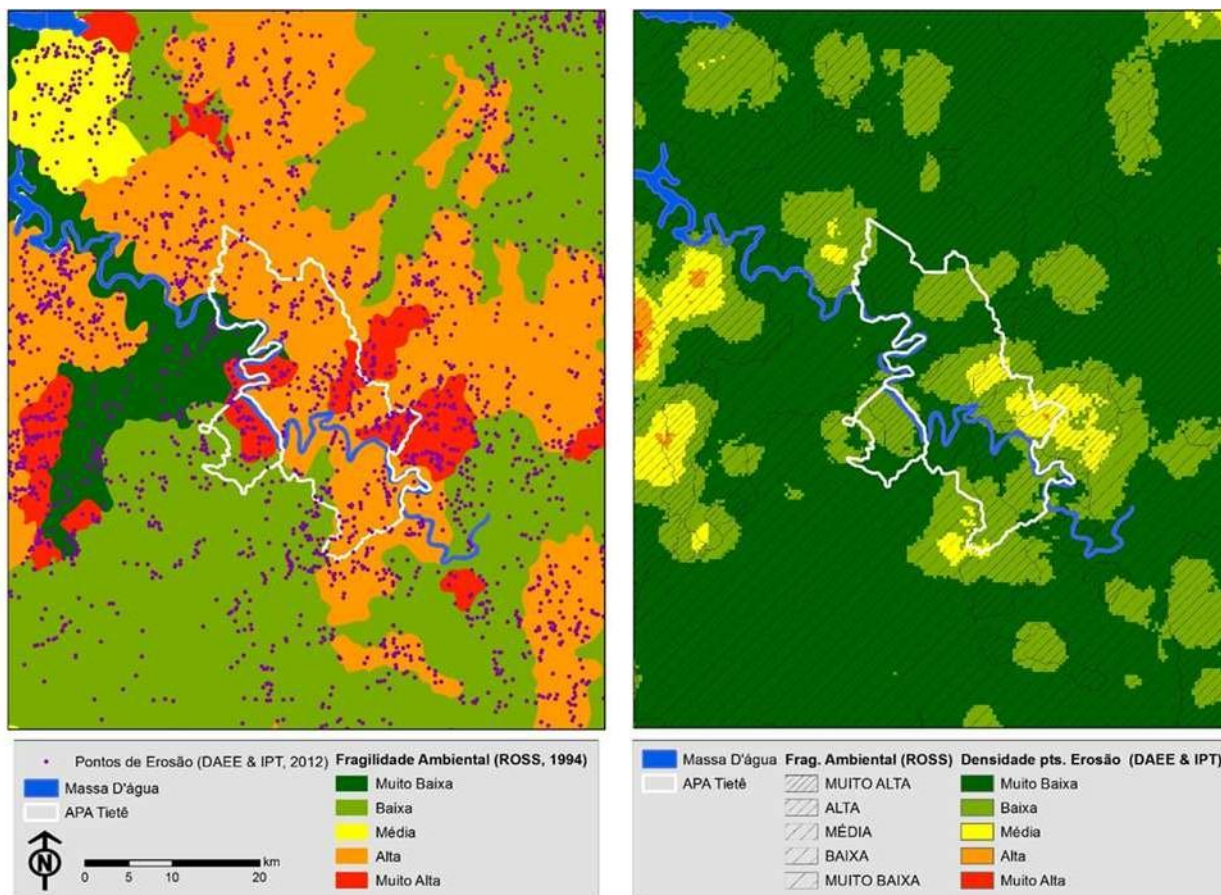 Pontos de Erosão (DAEE & IPT, 2012)
Massa D'água
APA Tietê
N
0 5 10 20 km
Fragilidade Ambiental (ROSS, 1994)
Muito Baixa
Baixa
Média
Alta
Muito Alta
Massa D'água
APA Tietê
Frag. Ambiental (ROSS)
MUITO ALTA
ALTA
MÉDIA
BAIXA
MUITO BAIXA
Densidade pts. Erosão (DAEE & IPT)
Muito Baixa
Baixa
Média
Alta
Muito Alta